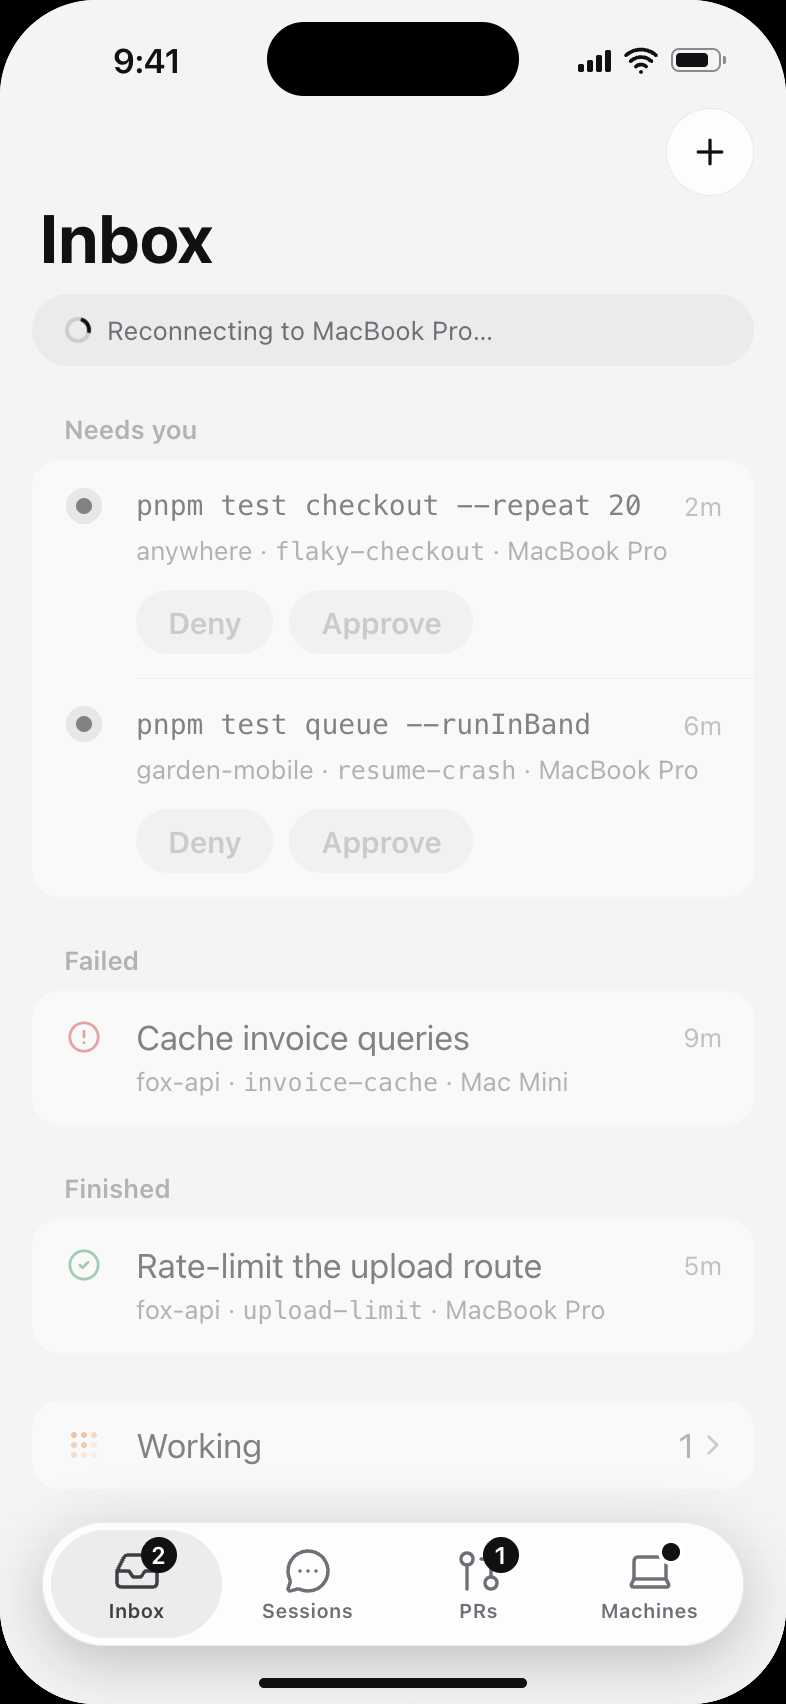 9:41
Inbox
Reconnecting to MacBook Pro...
Needs you
pnpm test checkout --repeat 20 2m
anywhere · flaky-checkout · MacBook Pro
Deny Approve
pnpm test queue --runInBand 6m
garden-mobile · resume-crash · MacBook Pro
Deny Approve
Failed
Cache invoice queries 9m
fox-api · invoice-cache · Mac Mini
Finished
Rate-limit the upload route 5m
fox-api · upload-limit · MacBook Pro
Working 1
2 1
Inbox Sessions PRs Machines